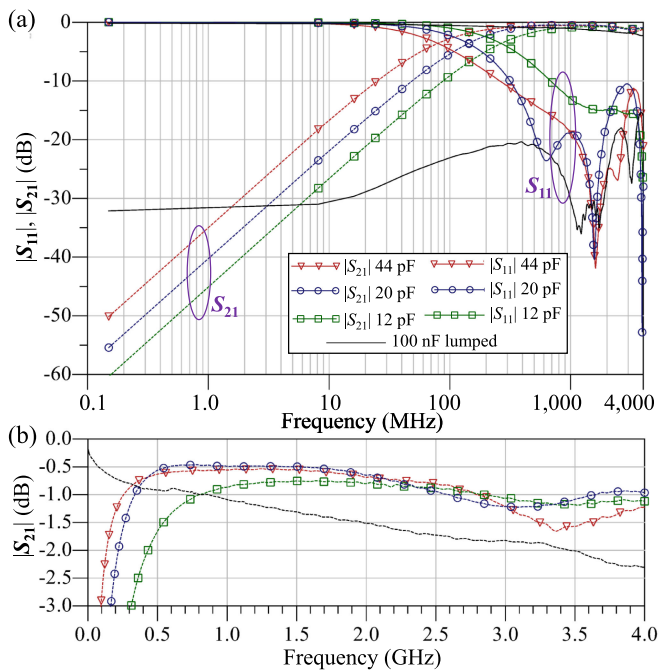 (a)
0
-10
-20
-30
-40
-50
-60
|S11|, |S21| (dB)
S11
S21
|S21| 44 pF |S11| 44 pF
|S21| 20 pF |S11| 20 pF
|S21| 12 pF |S11| 12 pF
100 nF lumped
0.1 1.0 10 100 1,000 4,000
Frequency (MHz)
(b)
0.0
-0.5
-1.0
-1.5
-2.0
-2.5
-3.0
|S21| (dB)
0.0 0.5 1.0 1.5 2.0 2.5 3.0 3.5 4.0
Frequency (GHz)